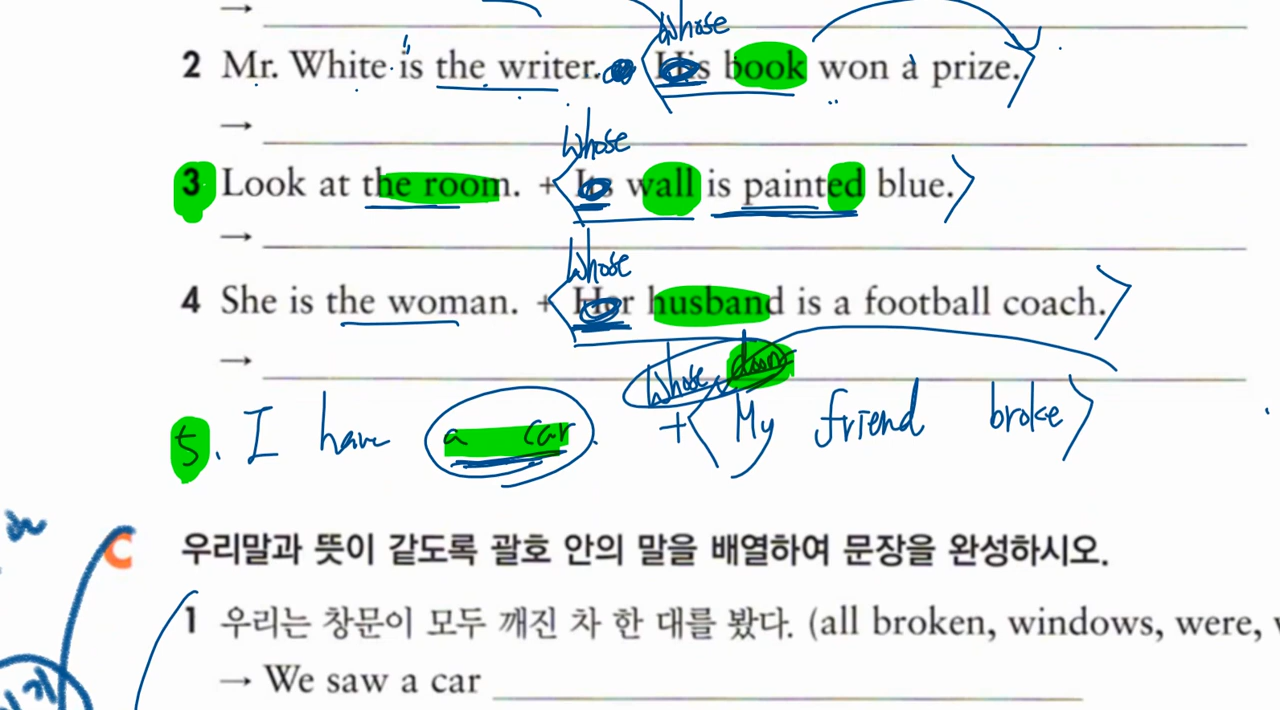 →
Whose
2 Mr. White is the writer. His book won a prize.
→
Whose
3 Look at the room. + Its wall is painted blue.
→
Whose
4 She is the woman. + Her husband is a football coach.
→
Whose doors
5. I have a car. + My friend broke
C 우리말과 뜻이 같도록 괄호 안의 말을 배열하여 문장을 완성하시오.
1 우리는 창문이 모두 깨진 차 한 대를 봤다. (all broken, windows, were,
→ We saw a car